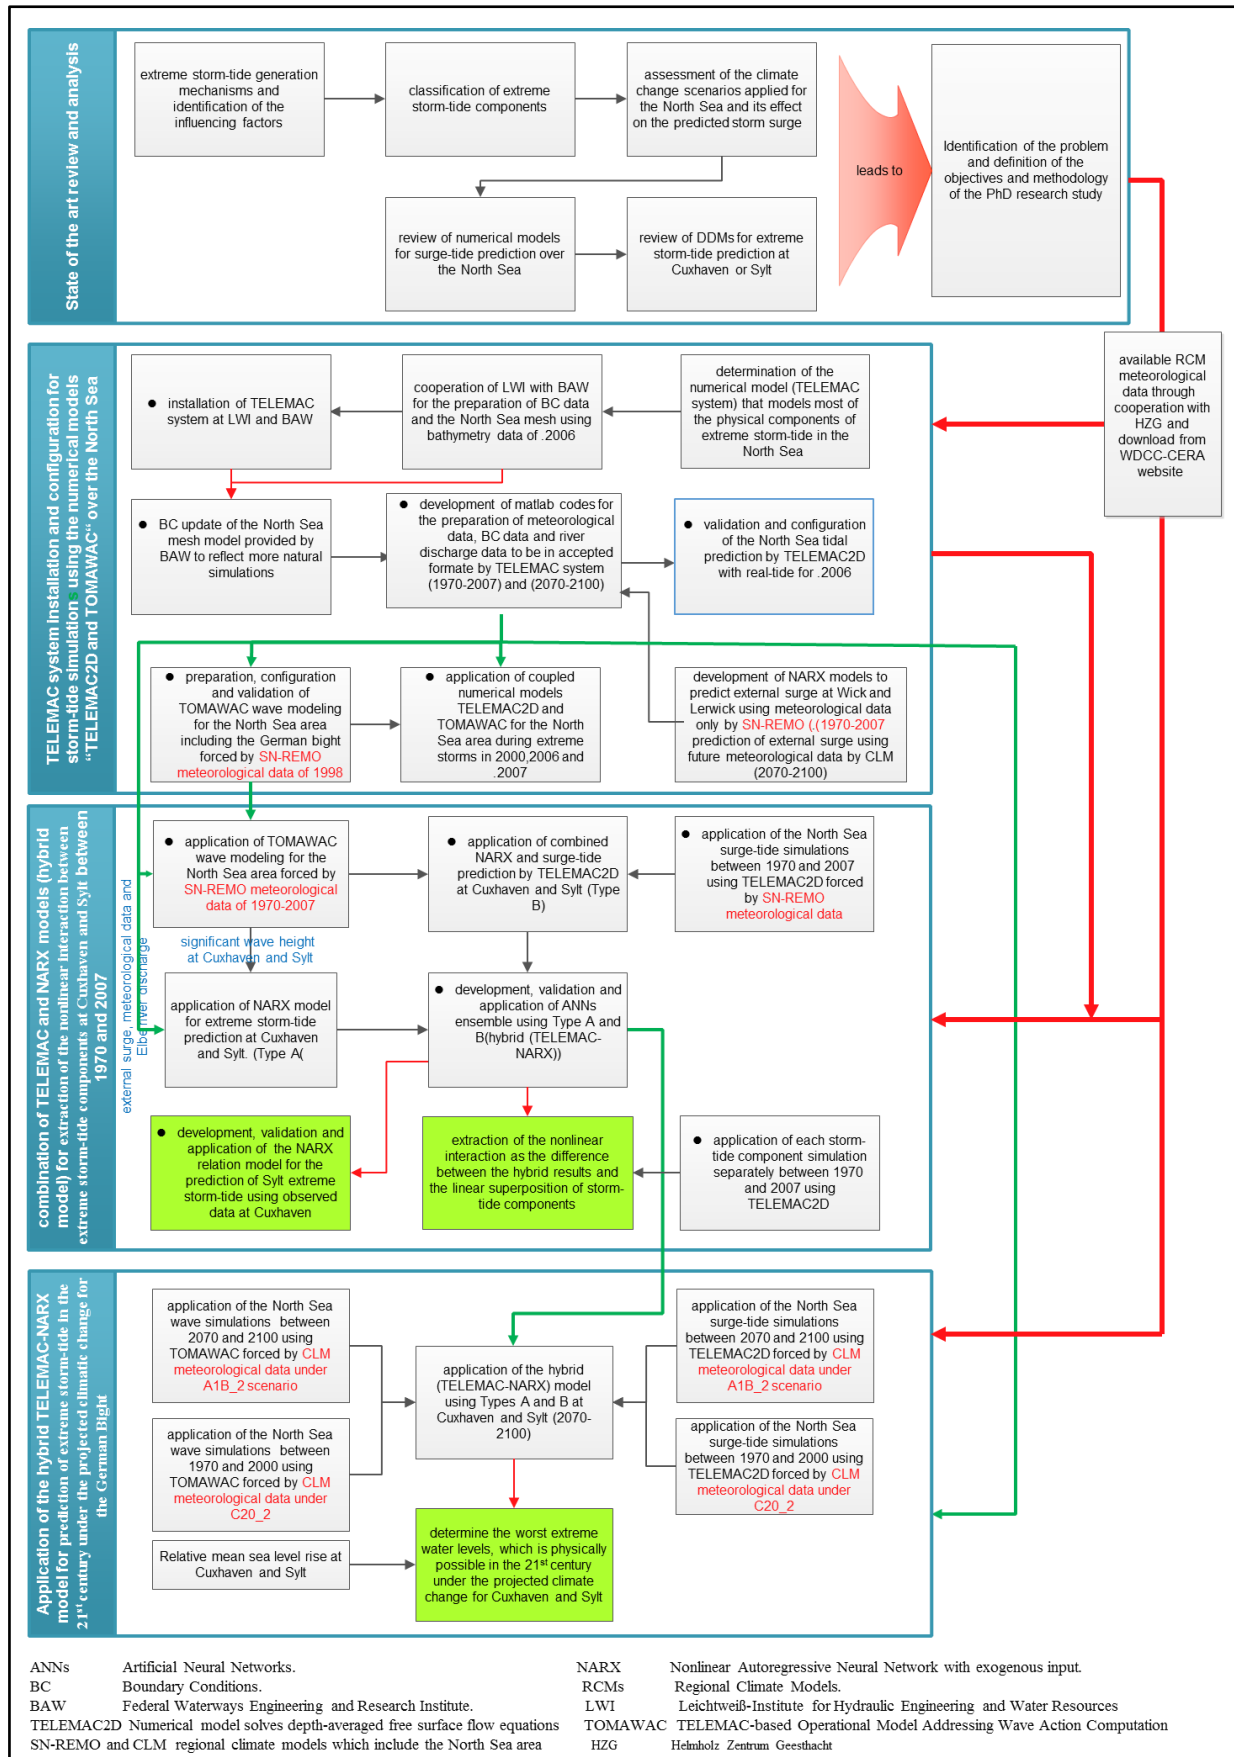 State of the art review and analysis
extreme storm-tide generation
mechanisms and
identification of the
influencing factors
classification of extreme
storm-tide components
assessment of the climate
change scenarios applied for
the North Sea and its effect
on the predicted storm surge
leads to
Identification of the problem
and definition of the
objectives and methodology
of the PhD research study
review of numerical models
for surge-tide prediction over
the North Sea
review of DDMs for extreme
storm-tide prediction at
Cuxhaven or Sylt
available RCM
meteorological data through
cooperation with
HZG and
download from
WDCC-CERA
website
TELEMAC system installation and configuration for
storm-tide simulations using the numerical models
“TELEMAC2D and TOMAWAC“ over the North Sea
● installation of TELEMAC
system at LWI and BAW
cooperation of LWI with BAW
for the preparation of BC data
and the North Sea mesh using
bathymetry data of .2006
determination of the
numerical model (TELEMAC
system) that models most of
the physical components of
extreme storm-tide in the
North Sea
● BC update of the North Sea
mesh model provided by
BAW to reflect more natural
simulations
● development of matlab codes for
the preparation of meteorological
data, BC data and river
discharge data to be in accepted
formate by TELEMAC system
(1970-2007) and (2070-2100)
● validation and configuration
of the North Sea tidal
prediction by TELEMAC2D
with real-tide for .2006
● preparation, configuration
and validation of
TOMAWAC wave modeling
for the North Sea area
including the German bight
forced by SN-REMO
meteorological data of 1998
● application of coupled
numerical models
TELEMAC2D and
TOMAWAC for the North
Sea area during extreme
storms in 2000,2006 and
.2007
development of NARX models to
predict external surge at Wick and
Lerwick using meteorological data
only by SN-REMO (.(1970-2007
prediction of external surge using
future meteorological data by CLM
(2070-2100)
combination of TELEMAC and NARX models (hybrid
model) for extraction of the nonlinear interaction between
extreme storm-tide components at Cuxhaven and Sylt between
1970 and 2007
● application of TOMAWAC
wave modeling for the
North Sea area forced by
SN-REMO meteorological
data of 1970-2007
● application of combined
NARX and surge-tide
prediction by TELEMAC2D
at Cuxhaven and Sylt (Type
B)
● application of the North Sea
surge-tide simulations
between 1970 and 2007
using TELEMAC2D forced
by SN-REMO
meteorological data
external surge, meteorological data and
Elbe river discharge
significant wave height
at Cuxhaven and Sylt
application of NARX model
for extreme storm-tide
prediction at Cuxhaven
and Sylt. (Type A(
● development, validation and
application of ANNs
ensemble using Type A and
B(hybrid (TELEMAC-
NARX))
● development, validation and
application of the NARX
relation model for the
prediction of Sylt extreme
storm-tide using observed
data at Cuxhaven
extraction of the nonlinear
interaction as the difference
between the hybrid results and
the linear superposition of storm-
tide components
● application of each storm-
tide component simulation
separately between 1970
and 2007 using
TELEMAC2D
Application of the hybrid TELEMAC-NARX
model for prediction of extreme storm-tide in the
21st century under the projected climatic change for
the German Bight
application of the North Sea
wave simulations between
2070 and 2100 using
TOMAWAC forced by CLM
meteorological data under
A1B_2 scenario
application of the North Sea
surge-tide simulations
between 2070 and 2100 using
TELEMAC2D forced by CLM
meteorological data under
A1B_2 scenario
application of the hybrid
(TELEMAC-NARX) model
using Types A and B at
Cuxhaven and Sylt (2070-
2100)
application of the North Sea
wave simulations between
1970 and 2000 using
TOMAWAC forced by CLM
meteorological data under
C20_2
application of the North Sea
surge-tide simulations
between 1970 and 2000 using
TELEMAC2D forced by CLM
meteorological data under
C20_2
Relative mean sea level rise at
Cuxhaven and Sylt
determine the worst extreme
water levels, which is physically
possible in the 21st century
under the projected climate
change for Cuxhaven and Sylt
ANNs Artificial Neural Networks.
NARX Nonlinear Autoregressive Neural Network with exogenous input.
BC Boundary Conditions.
RCMs Regional Climate Models.
BAW Federal Waterways Engineering and Research Institute.
LWI Leichtweiß-Institute for Hydraulic Engineering and Water Resources
TELEMAC2D Numerical model solves depth-averaged free surface flow equations
TOMAWAC TELEMAC-based Operational Model Addressing Wave Action Computation
SN-REMO and CLM regional climate models which include the North Sea area
HZG Helmholz Zentrum Geesthacht